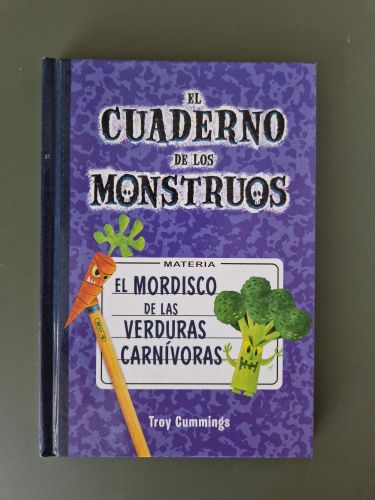 EL
CUADERNO
DE LOS
MONSTRUOS
MATERIA
EL MORDISCO
DE LAS
VERDURAS
CARNÍVORAS
Troy Cummings